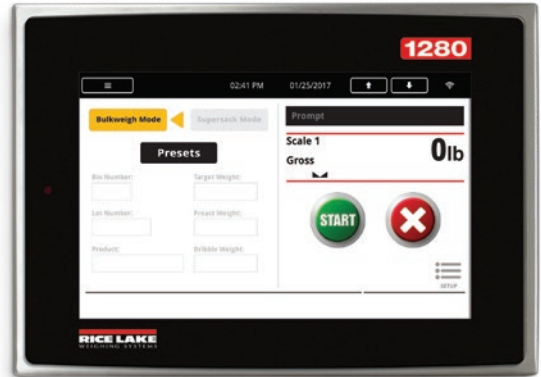 1280
02:41 PM 01/25/2017
Bulkweigh Mode Supersack Mode
Presets
Bin Number: Target Weight:
Lot Number: Preact Weight:
Product: Dribble Weight:
Prompt
Scale 1
Gross
0lb
START
SETUP
RICE LAKE
WEIGHING SYSTEMS